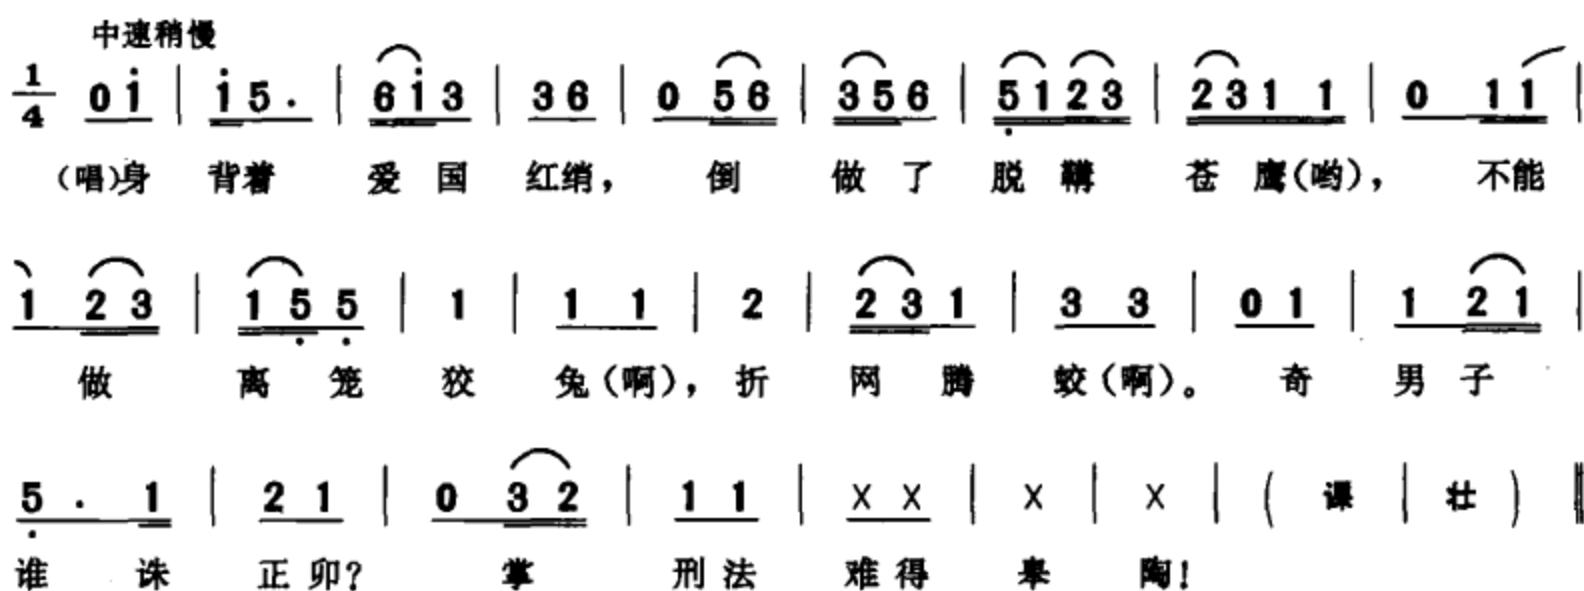 中速稍慢
1/4 0 i | i 5 . | 6 i 3 | 3 6 | 0 5 6 | 3 5 6 | 5 1 2 3 | 2 3 1 1 | 0 1 1 |
（唱）身 背着 爱 国 红绡， 倒 做 了 脱 鞲 苍 鹰（哟）， 不能
1 2 3 | 1 5 5 | 1 | 1 1 | 2 | 2 3 1 | 3 3 | 0 1 | 1 2 1 |
做 离 笼 狡 兔（啊），折 网 腾 蛟（啊）。 奇 男 子
5 . 1 | 2 1 | 0 3 2 | 1 1 | X X | X | X | （ 课 | 壮 ）
谁 诛 正 卯？ 掌 刑 法 难 得 皋 陶！